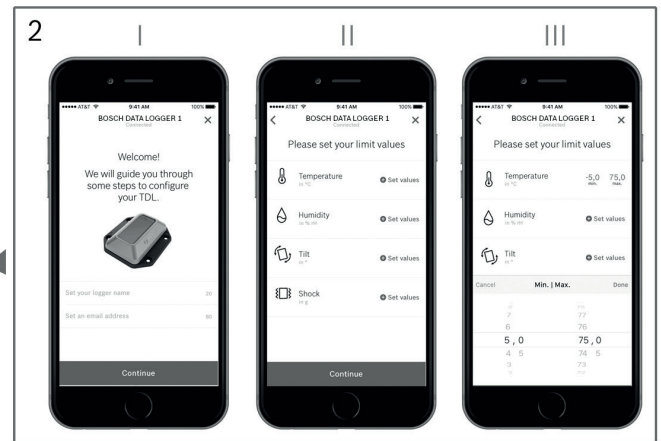 2
I
II
III
AT&T 9:41 AM 100%
BOSCH DATA LOGGER 1
Connected
Welcome!
We will guide you through
some steps to configure
your TDL.
Set your logger name 20
Set an email address 80
Continue
AT&T 9:41 AM 100%
BOSCH DATA LOGGER 1
Connected
Please set your limit values
Temperature
in °C
Set values
Humidity
in % rH
Set values
Tilt
in °
Set values
Shock
in g
Set values
Continue
AT&T 9:41 AM 100%
BOSCH DATA LOGGER 1
Connected
Please set your limit values
Temperature -5,0 75,0
in °C min. max.
Humidity
in % rH
Set values
Tilt
in °
Set values
Cancel Min. | Max. Done
7 77
6 76
5 , 0 75 , 0
4 5 74 5
3 73